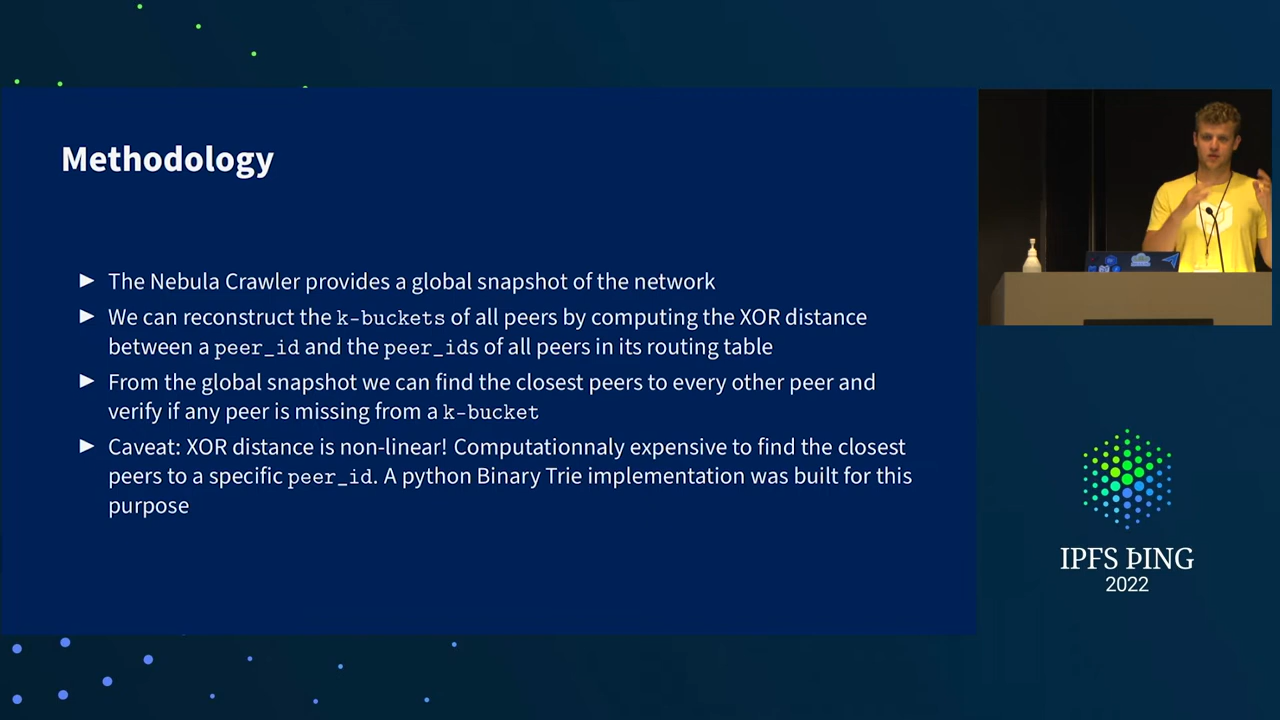 Methodology
► The Nebula Crawler provides a global snapshot of the network
► We can reconstruct the k-buckets of all peers by computing the XOR distance
between a peer_id and the peer_ids of all peers in its routing table
► From the global snapshot we can find the closest peers to every other peer and
verify if any peer is missing from a k-bucket
► Caveat: XOR distance is non-linear! Computationnaly expensive to find the closest
peers to a specific peer_id. A python Binary Trie implementation was built for this
purpose
IPFS ÞING
2022